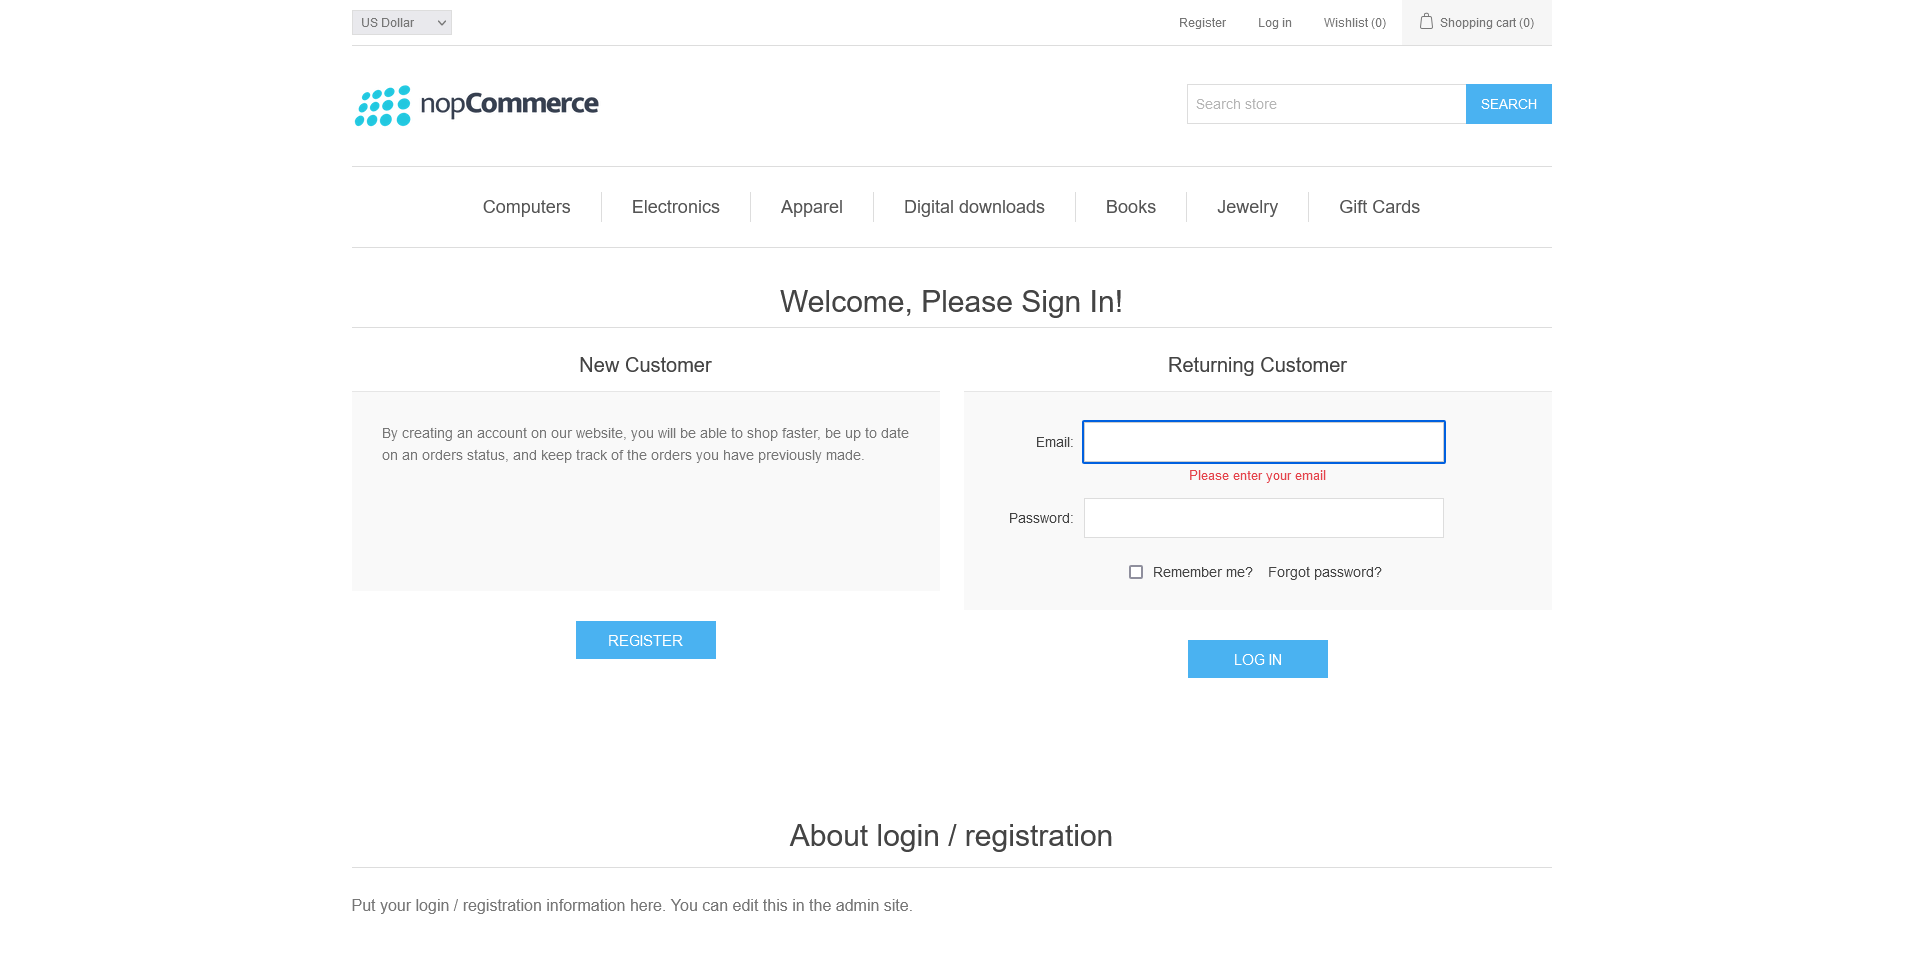 US Dollar
Register
Log in
Wishlist (0)
Shopping cart (0)
nopCommerce
Search store
SEARCH
Computers
Electronics
Apparel
Digital downloads
Books
Jewelry
Gift Cards
Welcome, Please Sign In!
New Customer
By creating an account on our website, you will be able to shop faster, be up to date
on an orders status, and keep track of the orders you have previously made.
REGISTER
Returning Customer
Email:
Please enter your email
Password:
Remember me?
Forgot password?
LOG IN
About login / registration
Put your login / registration information here. You can edit this in the admin site.